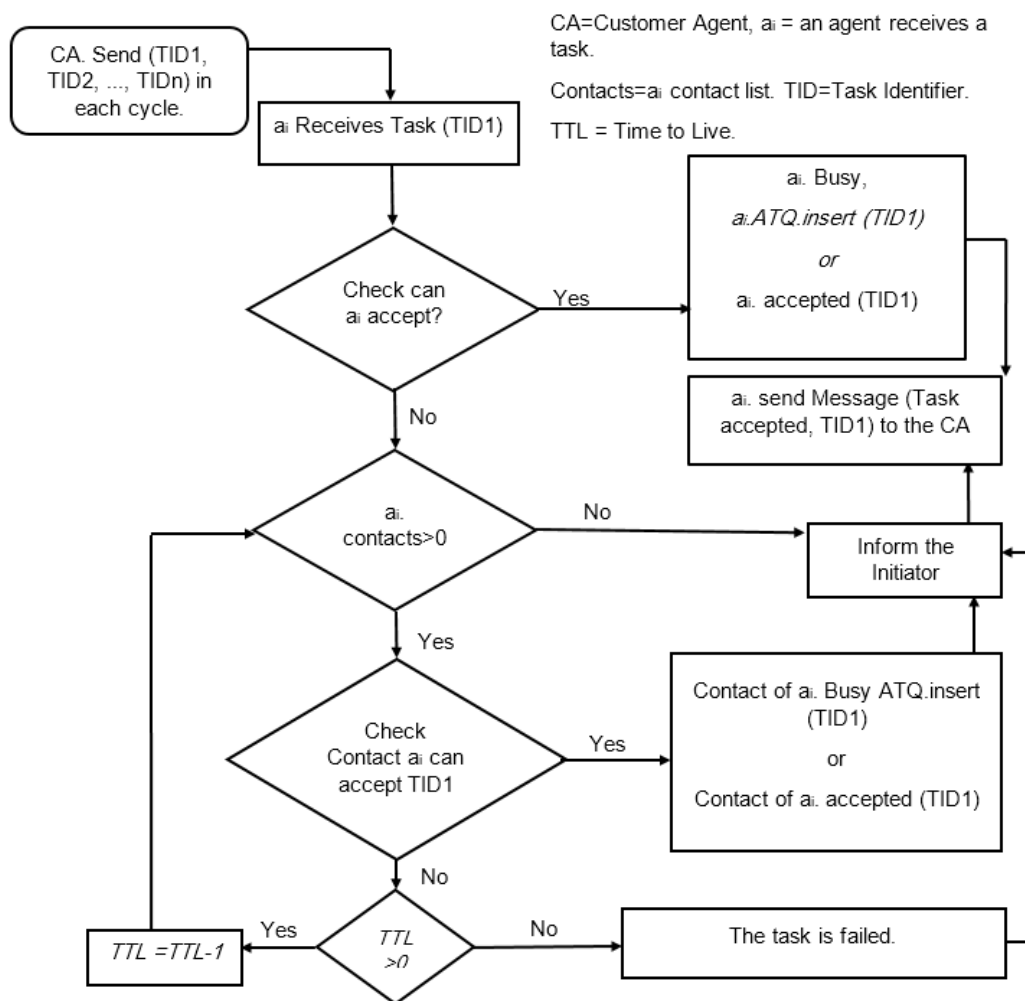 CA=Customer Agent, aᵢ = an agent receives a
task.
Contacts=aᵢ contact list. TID=Task Identifier.
TTL = Time to Live.
CA. Send (TID1,
TID2, ..., TIDn) in
each cycle.
aᵢ Receives Task (TID1)
Check can
aᵢ accept?
Yes
aᵢ. Busy,
aᵢ.ATQ.insert (TID1)
or
aᵢ. accepted (TID1)
No
aᵢ. send Message (Task
accepted, TID1) to the CA
aᵢ.
contacts>0
No
Inform the
Initiator
Yes
Check
Contact aᵢ can
accept TID1
Yes
Contact of aᵢ. Busy ATQ.insert
(TID1)
or
Contact of aᵢ. accepted (TID1)
No
TTL
>0
Yes
TTL =TTL-1
No
The task is failed.